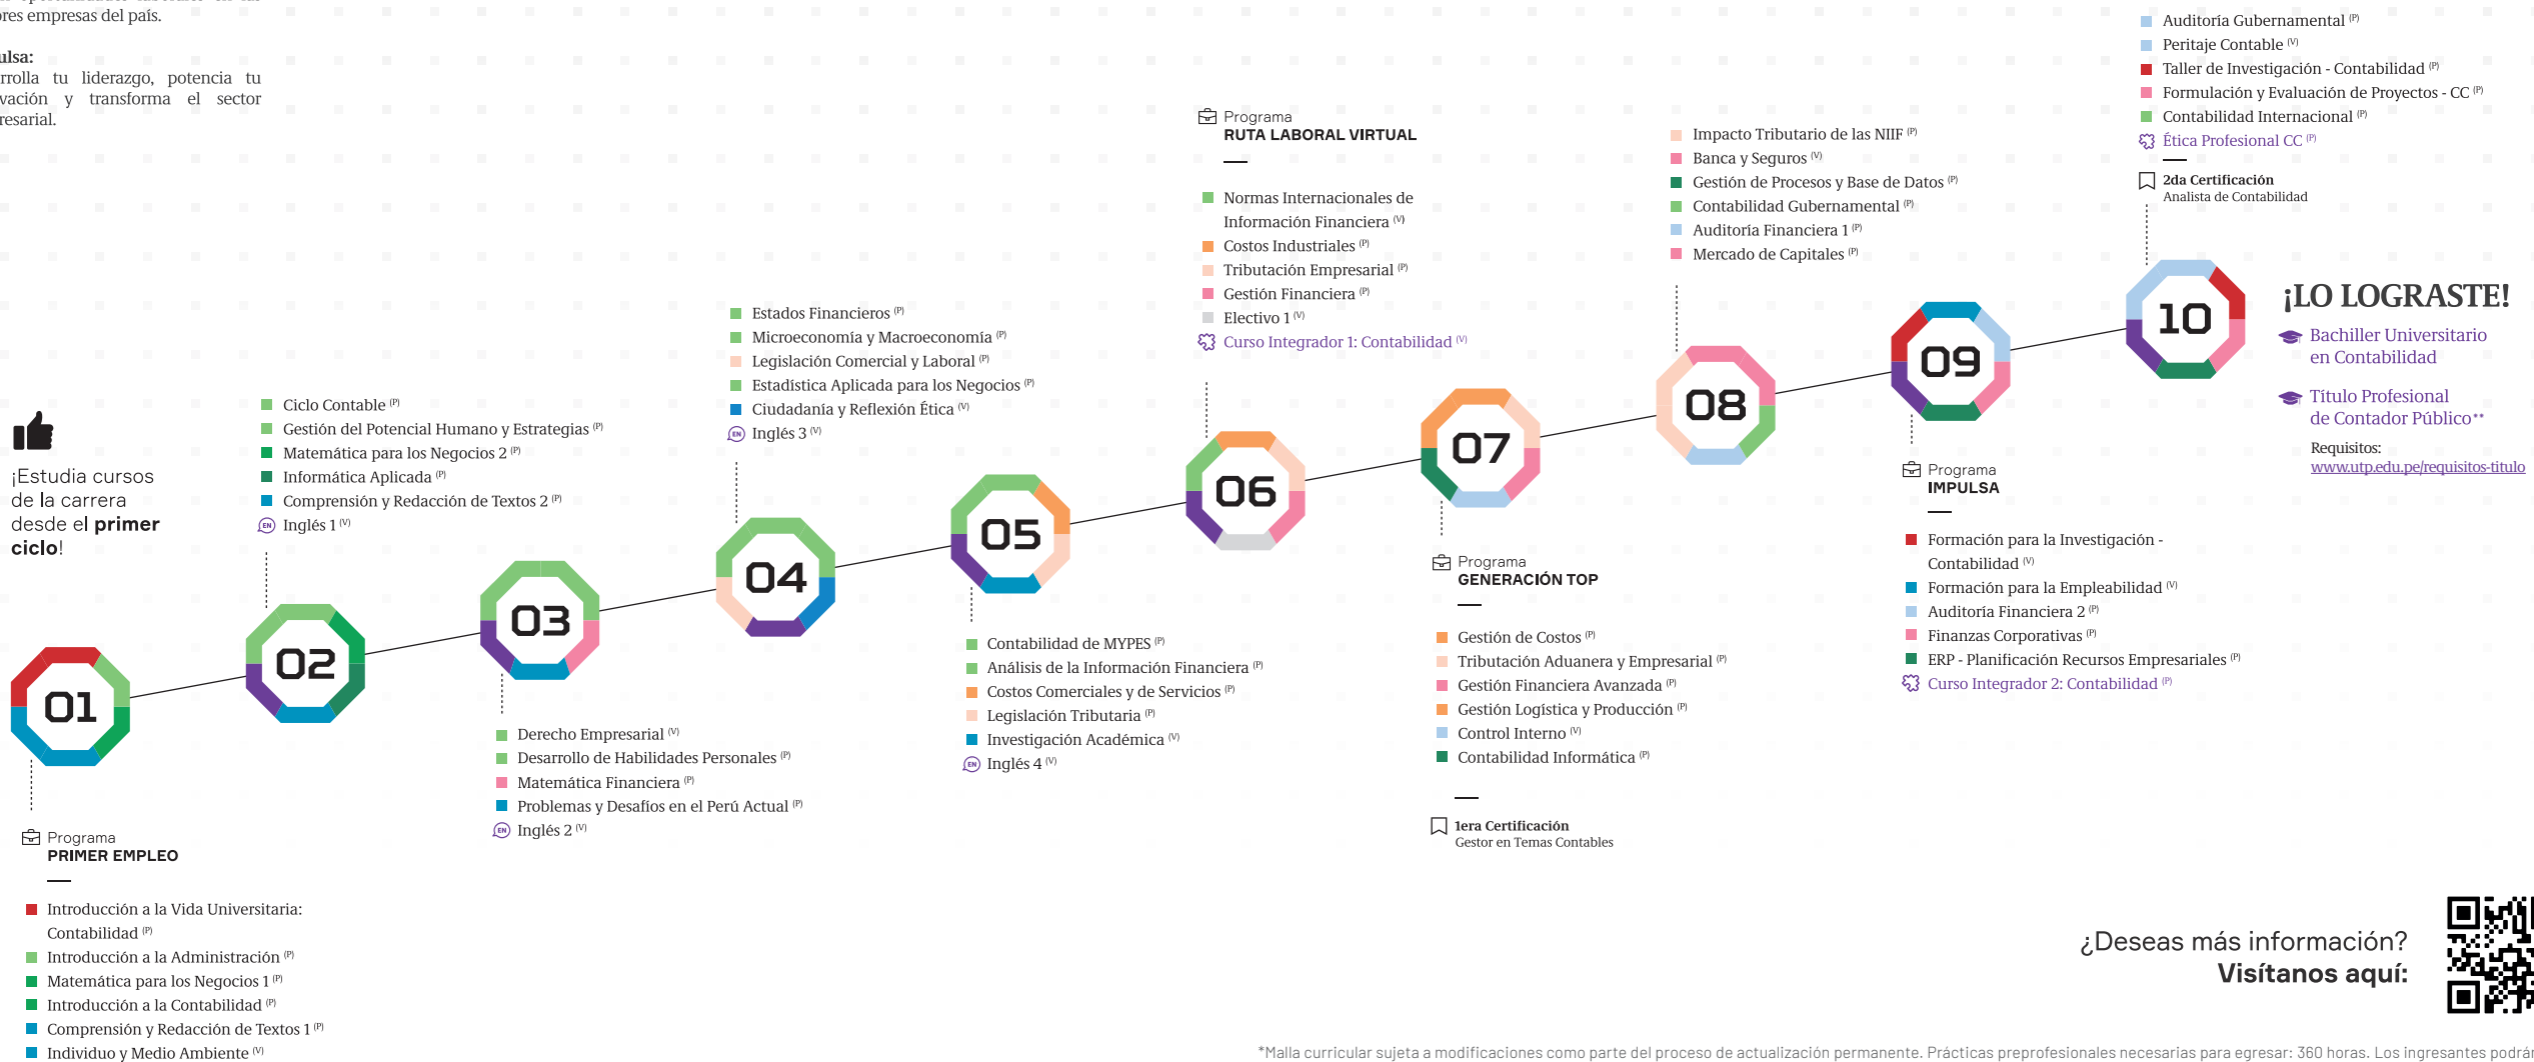 empresas del país.
tu liderazgo, potencia tu
y transforma el sector
¡Estudia cursos
de la carrera
desde el primer
ciclo!
01
Programa
PRIMER EMPLEO
Introducción a la Vida Universitaria:
Contabilidad (P)
Introducción a la Administración (P)
Matemática para los Negocios 1 (P)
Introducción a la Contabilidad (P)
Comprensión y Redacción de Textos 1 (P)
Individuo y Medio Ambiente (V)
Ciclo Contable (P)
Gestión del Potencial Humano y Estrategias (P)
Matemática para los Negocios 2 (P)
Informática Aplicada (P)
Comprensión y Redacción de Textos 2 (P)
EN Inglés 1 (V)
02
03
Derecho Empresarial (V)
Desarrollo de Habilidades Personales (P)
Matemática Financiera (P)
Problemas y Desafíos en el Perú Actual (P)
EN Inglés 2 (V)
Estados Financieros (P)
Microeconomía y Macroeconomía (P)
Legislación Comercial y Laboral (P)
Estadística Aplicada para los Negocios (P)
Ciudadanía y Reflexión Ética (V)
EN Inglés 3 (V)
04
05
Contabilidad de MYPES (P)
Análisis de la Información Financiera (P)
Costos Comerciales y de Servicios (P)
Legislación Tributaria (P)
Investigación Académica (V)
EN Inglés 4 (V)
Programa
RUTA LABORAL VIRTUAL
Normas Internacionales de
Información Financiera (V)
Costos Industriales (P)
Tributación Empresarial (P)
Gestión Financiera (P)
Electivo 1 (V)
Curso Integrador 1: Contabilidad (V)
06
07
Programa
GENERACIÓN TOP
Gestión de Costos (P)
Tributación Aduanera y Empresarial (P)
Gestión Financiera Avanzada (P)
Gestión Logística y Producción (P)
Control Interno (V)
Contabilidad Informática (P)
1era Certificación
Gestor en Temas Contables
Impacto Tributario de las NIIF (P)
Banca y Seguros (V)
Gestión de Procesos y Base de Datos (P)
Contabilidad Gubernamental (P)
Auditoría Financiera 1 (P)
Mercado de Capitales (P)
08
09
Programa
IMPULSA
Formación para la Investigación -
Contabilidad (V)
Formación para la Empleabilidad (V)
Auditoría Financiera 2 (P)
Finanzas Corporativas (P)
ERP - Planificación Recursos Empresariales (P)
Curso Integrador 2: Contabilidad (P)
Auditoría Gubernamental (P)
Peritaje Contable (V)
Taller de Investigación - Contabilidad (P)
Formulación y Evaluación de Proyectos - CC (P)
Contabilidad Internacional (P)
Ética Profesional CC (P)
2da Certificación
Analista de Contabilidad
10
¡LO LOGRASTE!
Bachiller Universitario
en Contabilidad
Título Profesional
de Contador Público**
Requisitos:
www.utp.edu.pe/requisitos-titulo
¿Deseas más información?
Visítanos aquí:
*Malla curricular sujeta a modificaciones como parte del proceso de actualización permanente. Prácticas preprofesionales necesarias para egresar: 360 horas. Los ingresantes